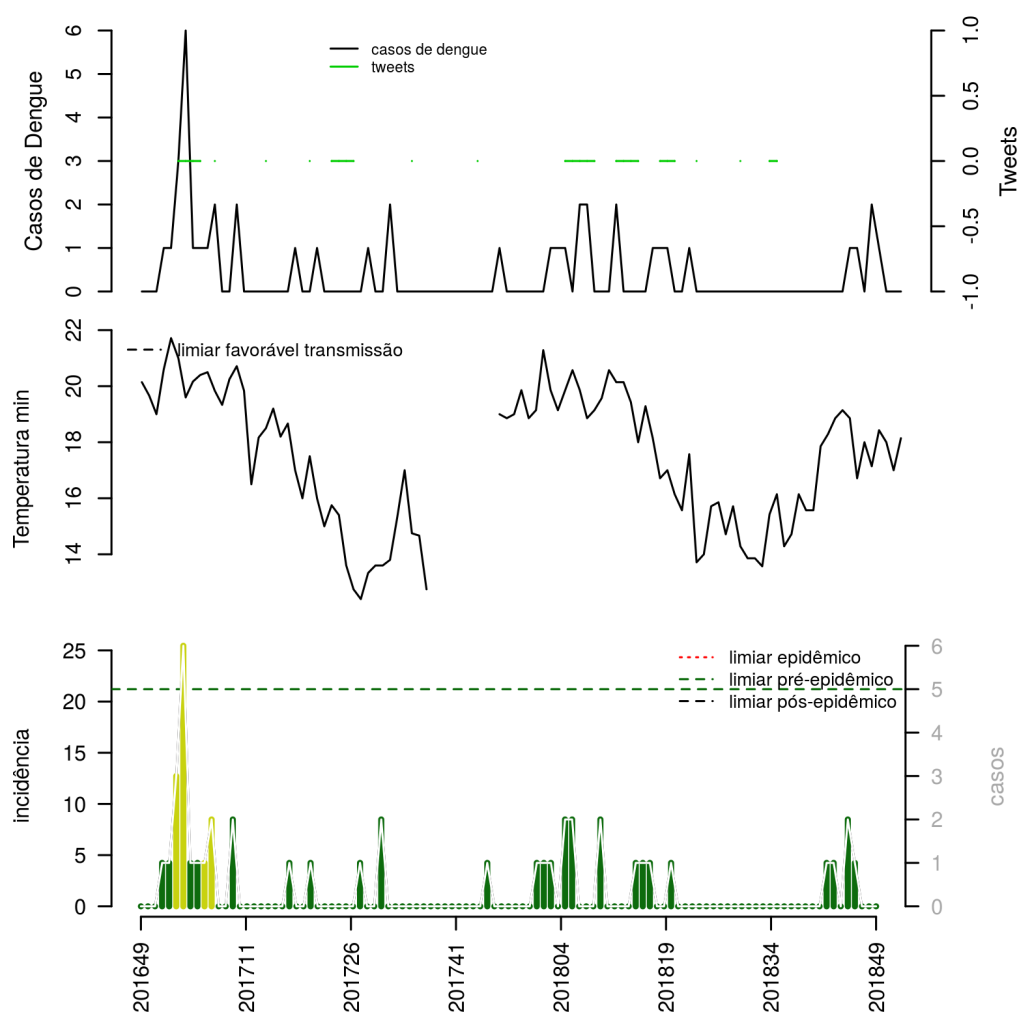 casos de dengue
tweets
Casos de Dengue
0 1 2 3 4 5 6
Tweets
-1.0 -0.5 0.0 0.5 1.0
limiar favorável transmissão
Temperatura min
14 16 18 20 22
limiar epidêmico
limiar pré-epidêmico
limiar pós-epidêmico
incidência
0 5 10 15 20 25
casos
0 1 2 3 4 5 6
201649 201711 201726 201741 201804 201819 201834 201849